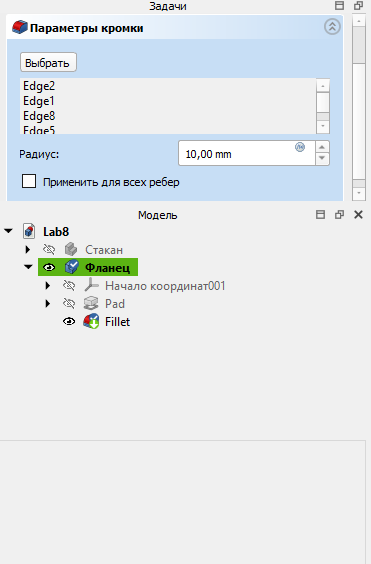 Задачи
Параметры кромки
Выбрать
Edge2
Edge1
Edge8
Edge5
Радиус:
10,00 mm
Применить для всех ребер
Модель
Lab8
Стакан
Фланец
Начало координат001
Pad
Fillet